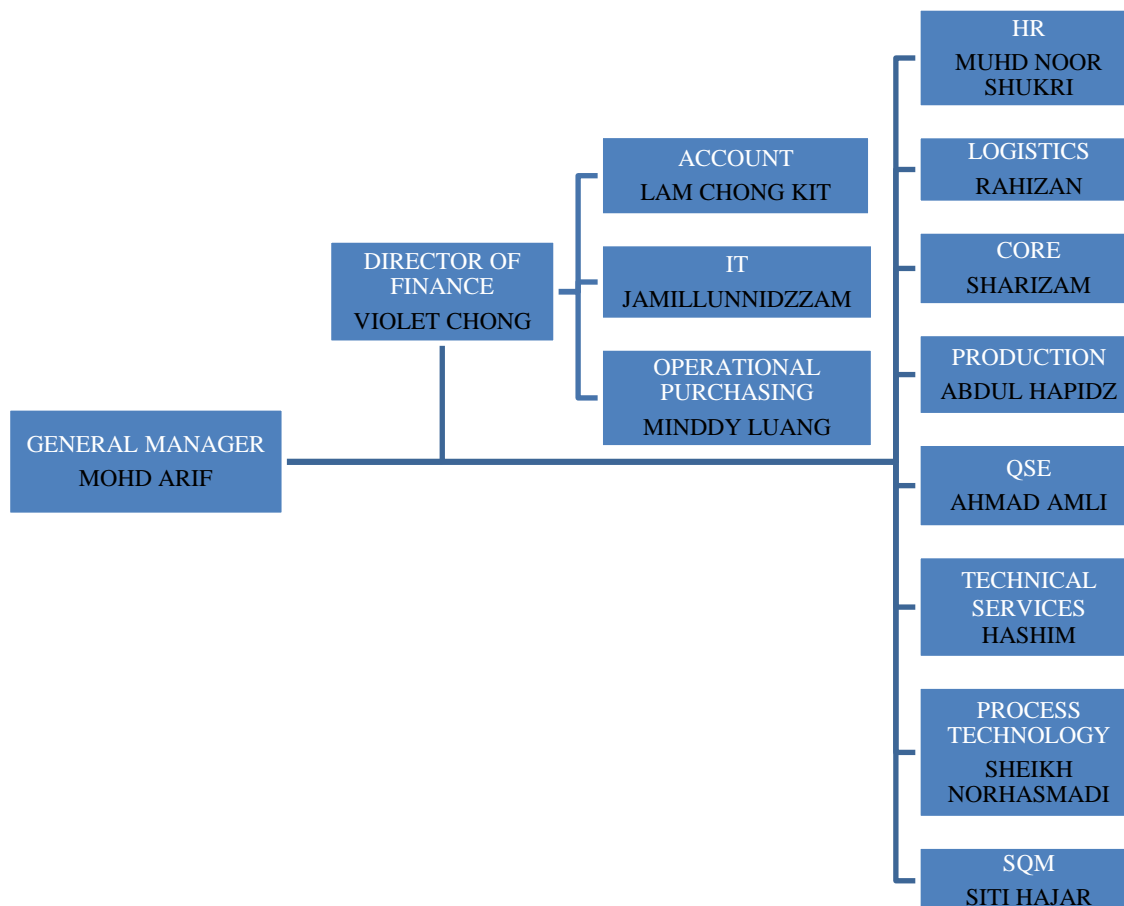 GENERAL MANAGER
MOHD ARIF
DIRECTOR OF
FINANCE
VIOLET CHONG
ACCOUNT
LAM CHONG KIT
IT
JAMILLUNNIDZZAM
OPERATIONAL
PURCHASING
MINDDY LUANG
HR
MUHD NOOR
SHUKRI
LOGISTICS
RAHIZAN
CORE
SHARIZAM
PRODUCTION
ABDUL HAPIDZ
QSE
AHMAD AMLI
TECHNICAL
SERVICES
HASHIM
PROCESS
TECHNOLOGY
SHEIKH
NORHASMADI
SQM
SITI HAJAR